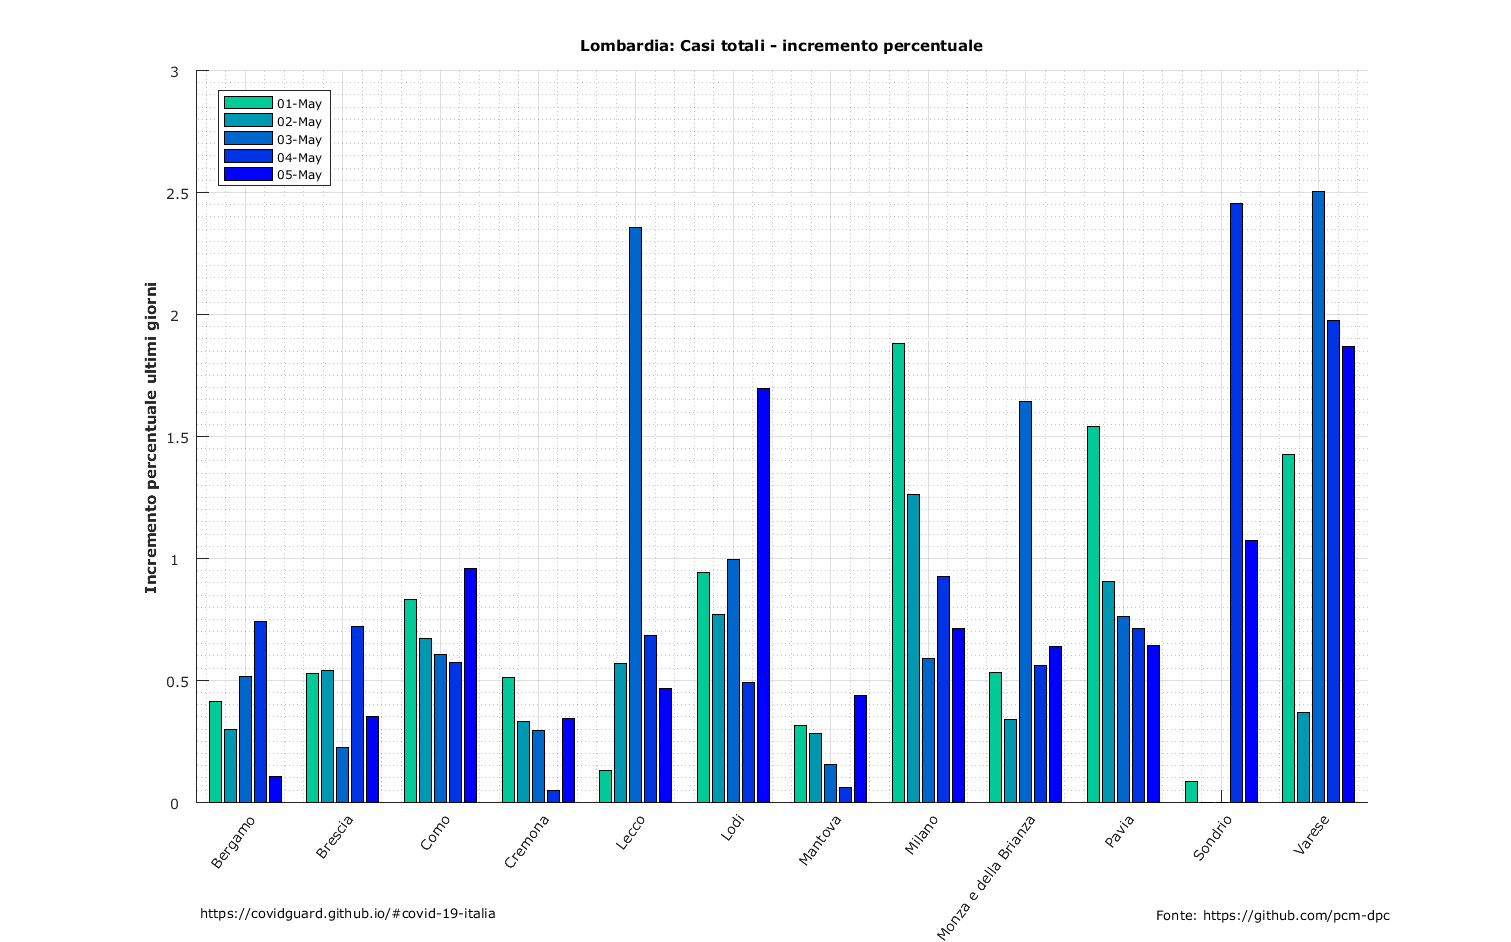 Lombardia: Casi totali - incremento percentuale
3
2.5
2
1.5
1
0.5
0
Incremento percentuale ultimi giorni
01-May
02-May
03-May
04-May
05-May
Bergamo
Brescia
Como
Cremona
Lecco
Lodi
Mantova
Milano
Monza e della Brianza
Pavia
Sondrio
Varese
https://covidguard.github.io/#covid-19-italia
Fonte: https://github.com/pcm-dpc